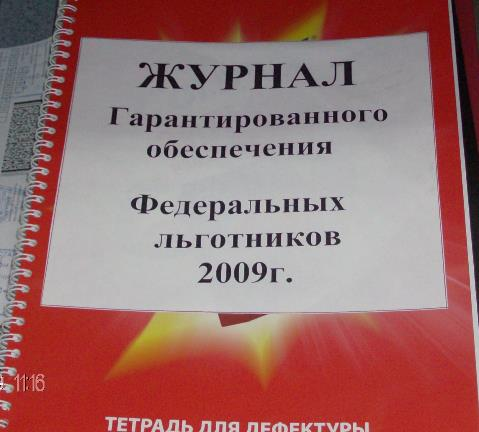 ЖУРНАЛ
Гарантированного
обеспечения
Федеральных
льготников
2009г.
11:16
ТЕТРАДЬ ДЛЯ ДЕФЕКТУРЫ